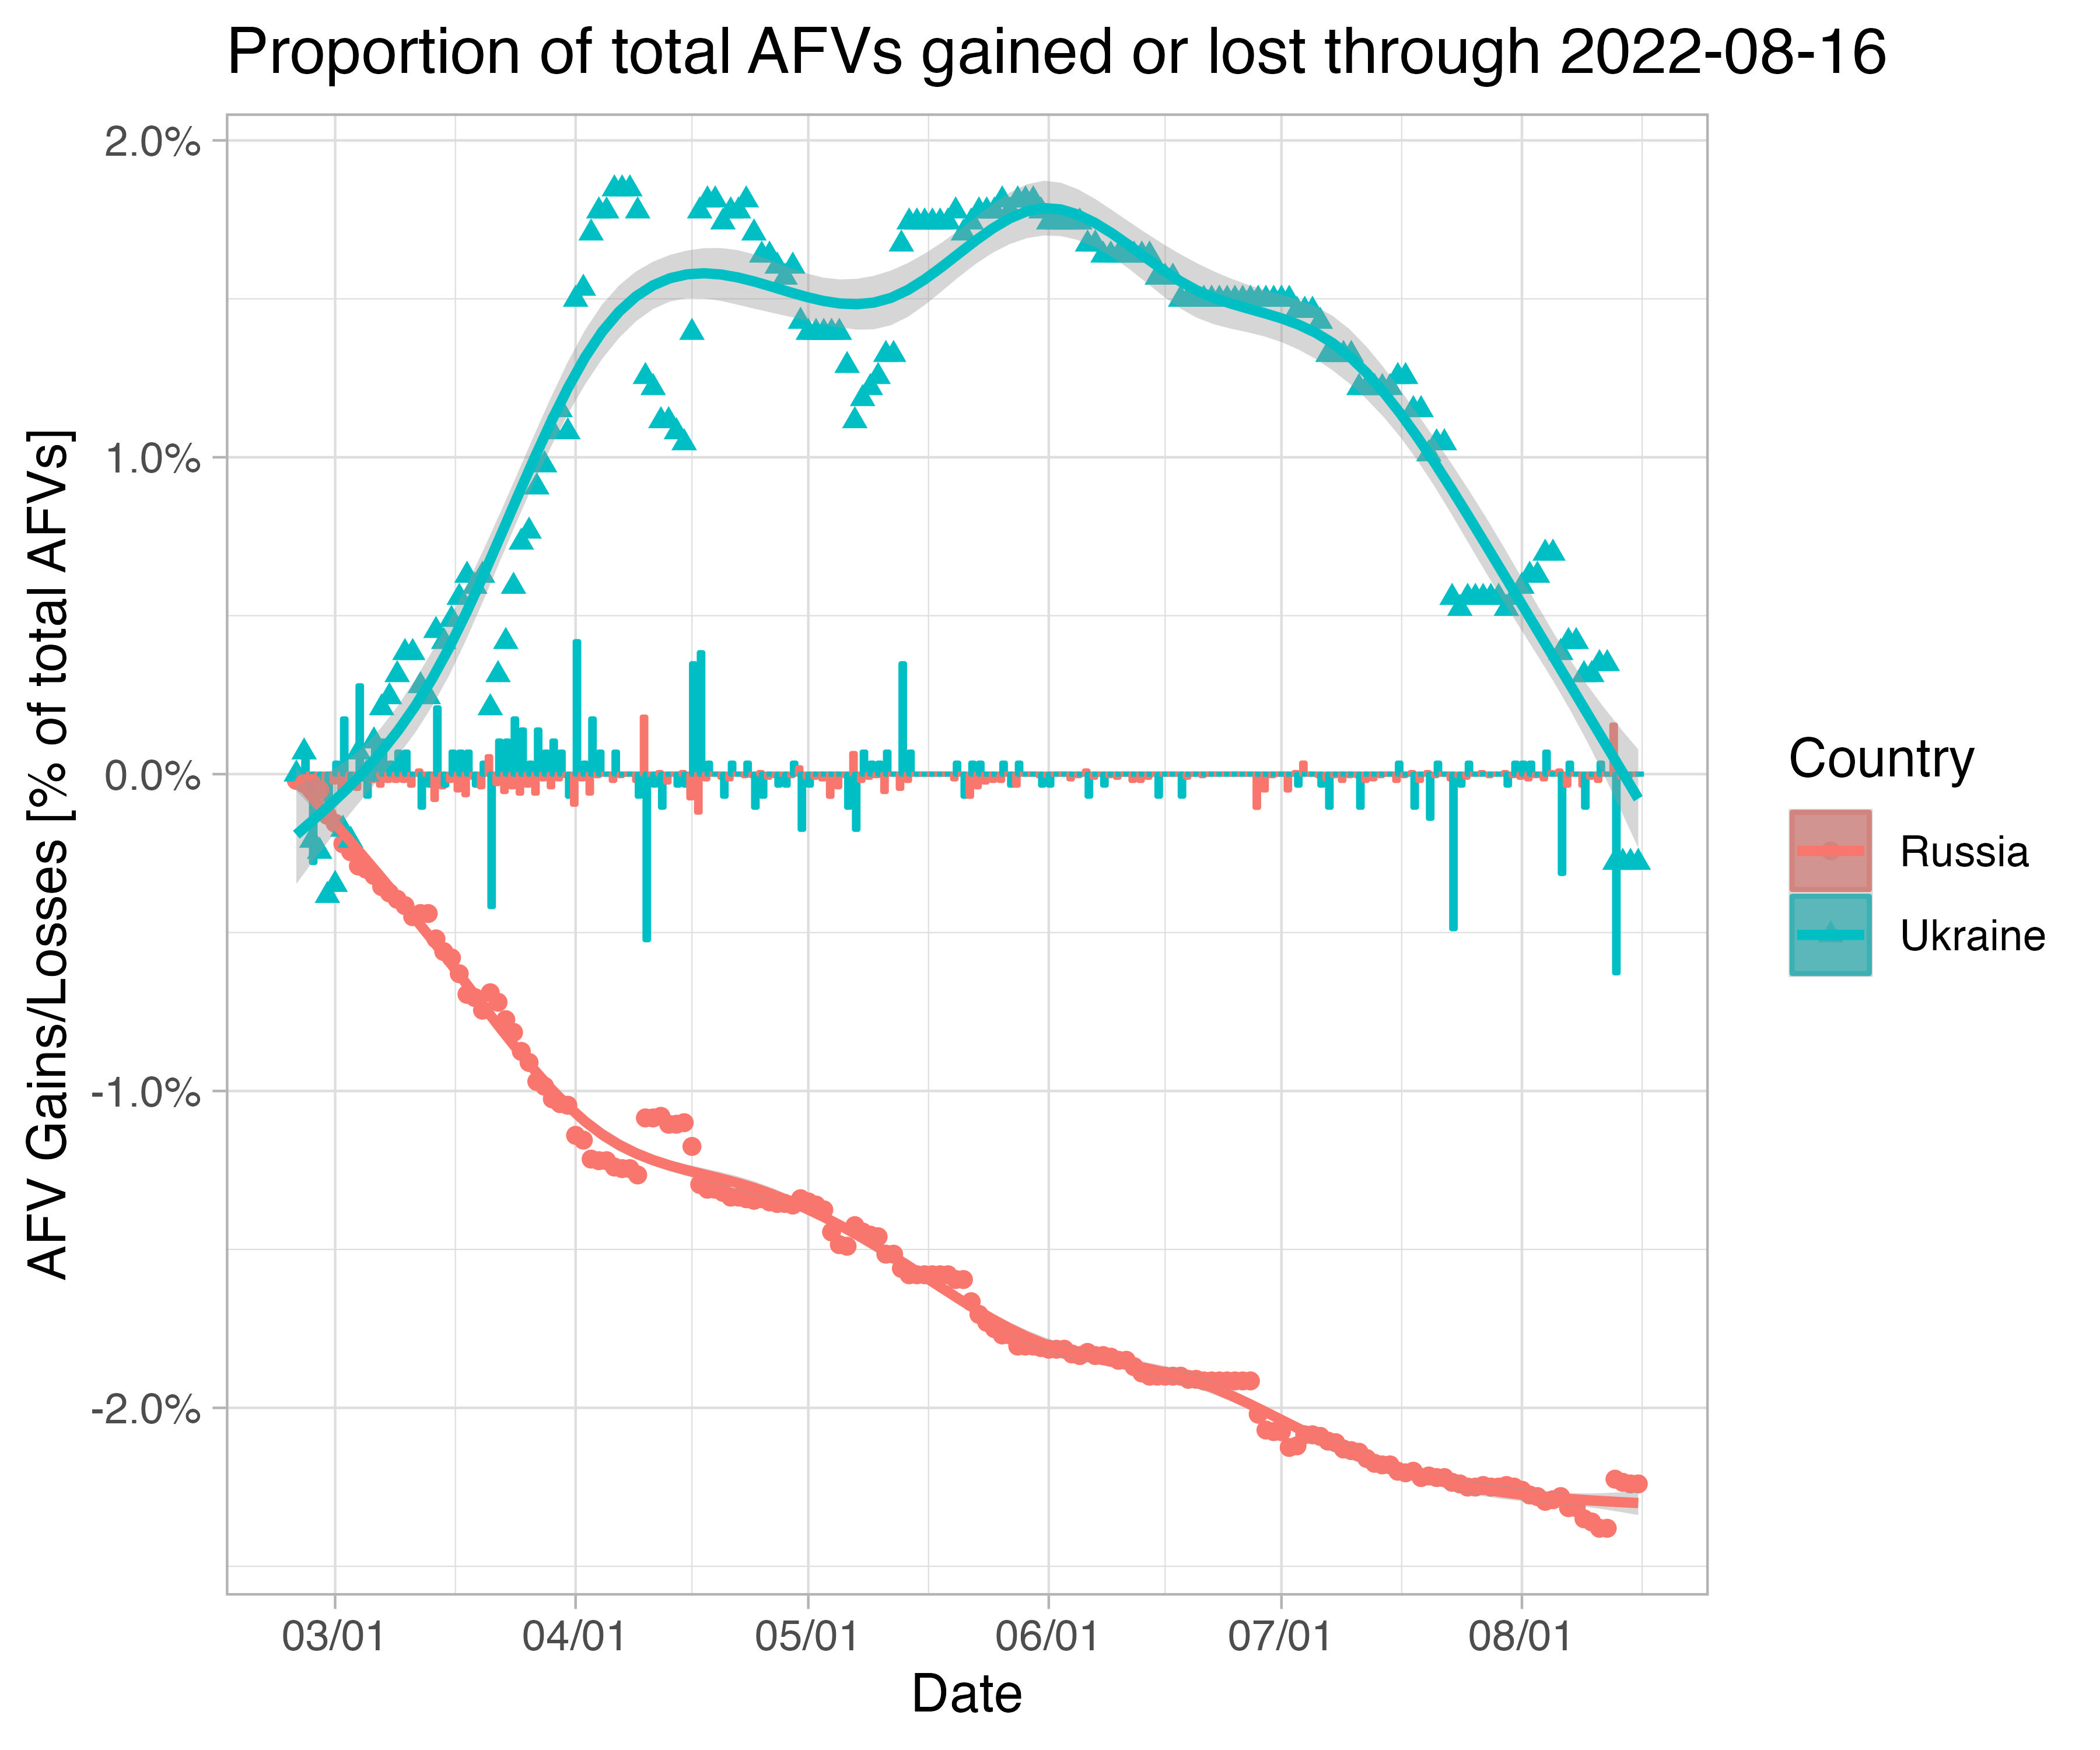 Proportion of total AFVs gained or lost through 2022-08-16
AFV Gains/Losses [% of total AFVs]
2.0%
1.0%
0.0%
-1.0%
-2.0%
03/01
04/01
05/01
06/01
07/01
08/01
Date
Country
Russia
Ukraine